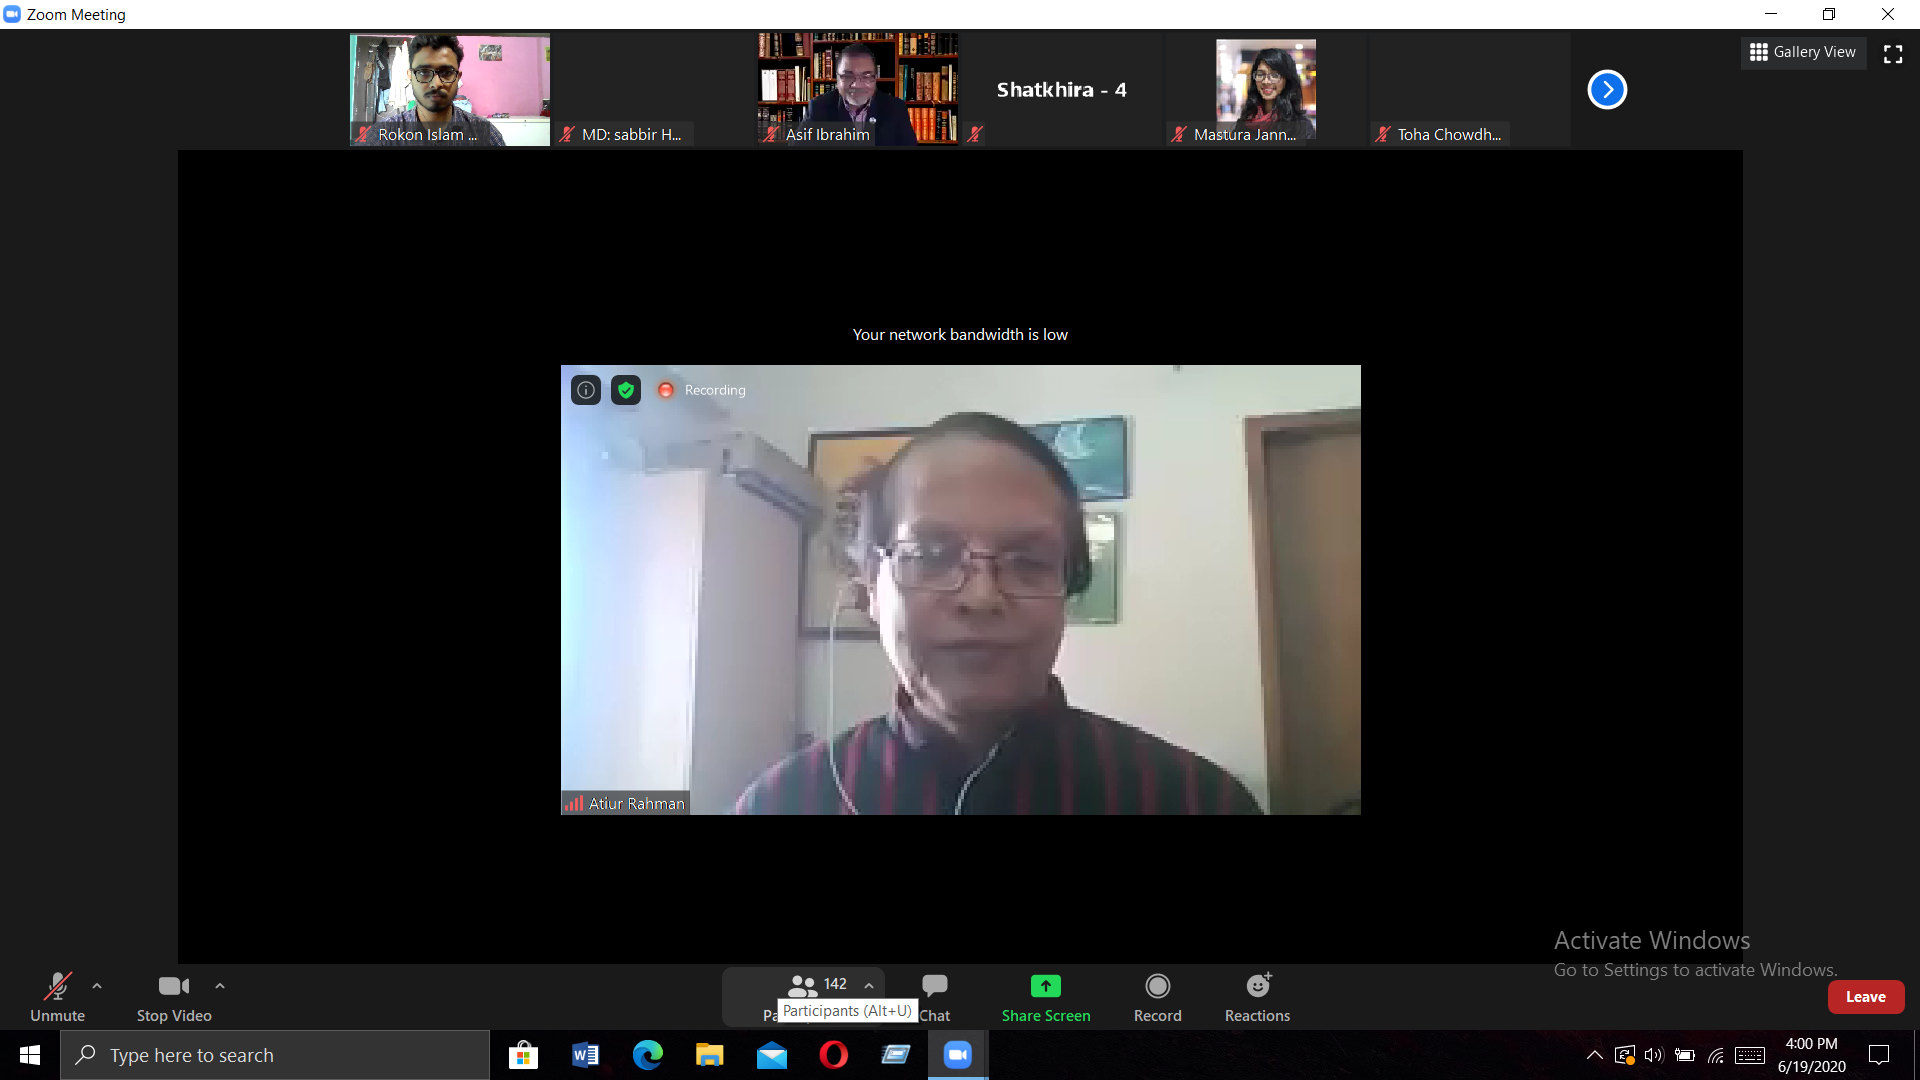 Zoom Meeting
Rokon Islam ...
MD: sabbir H...
Asif Ibrahim
Shatkhira - 4
Mastura Jann...
Toha Chowdh...
Gallery View
Your network bandwidth is low
Recording
Atiur Rahman
Activate Windows
Go to Settings to activate Windows.
Unmute
Stop Video
142
Pa
Participants (Alt+U)
Chat
Share Screen
Record
Reactions
Leave
Type here to search
4:00 PM
6/19/2020